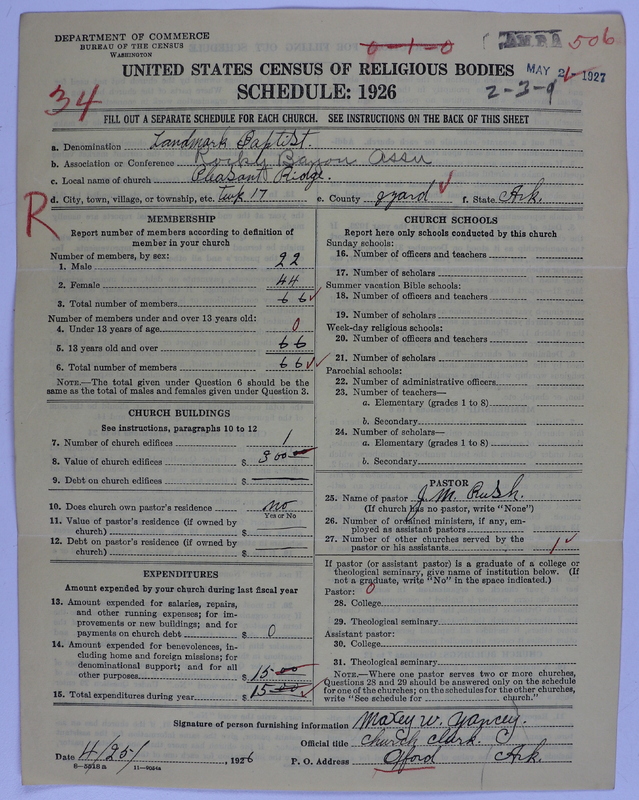 DEPARTMENT OF COMMERCE
BUREAU OF THE CENSUS
WASHINGTON
0-1-0
506
UNITED STATES CENSUS OF RELIGIOUS BODIES
MAY 2 1927
SCHEDULE: 1926
2-3-9
34
FILL OUT A SEPARATE SCHEDULE FOR EACH CHURCH. SEE INSTRUCTIONS ON THE BACK OF THIS SHEET
a. Denomination Landmark Baptist.
b. Association or Conference Rocky Bayou Assn
c. Local name of church Pleasant Ridge.
d. City, town, village, or township, etc. Twp 17 e. County Izard f. State Ark.
R
MEMBERSHIP
Report number of members according to definition of
member in your church
Number of members, by sex:
1. Male 22
2. Female 44
3. Total number of members 66
Number of members under and over 13 years old:
4. Under 13 years of age 0
5. 13 years old and over 66
6. Total number of members 66
NOTE.—The total given under Question 6 should be
same as the total of males and females given under Question 3.
CHURCH BUILDINGS
See instructions, paragraphs 10 to 12
7. Number of church edifices 1
8. Value of church edifices $ 300 00
9. Debt on church edifices $
10. Does church own pastor's residence no
Yes or No
11. Value of pastor's residence (if owned by
church) $
12. Debt on pastor's residence (if owned by
church) $
EXPENDITURES
Amount expended by your church during last fiscal year
13. Amount expended for salaries, repairs,
and other running expenses; for im-
provements or new buildings; and for
payments on church debt $ 0
14. Amount expended for benevolences, in-
cluding home and foreign missions; for
denominational support; and for all
other purposes. $ 15 00
15. Total expenditures during year. $ 15 00
CHURCH SCHOOLS
Report here only schools conducted by this church
Sunday schools:
16. Number of officers and teachers
17. Number of scholars
Summer vacation Bible schools:
18. Number of officers and teachers
19. Number of scholars
Week-day religious schools:
20. Number of officers and teachers
21. Number of scholars
Parochial schools:
22. Number of administrative officers
23. Number of teachers—
a. Elementary (grades 1 to 8)
b. Secondary
24. Number of scholars—
a. Elementary (grades 1 to 8)
b. Secondary
PASTOR
25. Name of pastor J. M. Rush.
(If church has no pastor, write "None")
26. Number of ordained ministers, if any, em-
ployed as assistant pastors
27. Number of other churches served by the
pastor or his assistants 1
If pastor (or assistant pastor) is a graduate of a college or
theological seminary, give name of institution below. (If
not a graduate, write "No" in the space indicated.)
Pastor: 0
28. College
29. Theological seminary
Assistant pastor:
30. College
31. Theological seminary
NOTE.—Where one pastor serves two or more churches,
Questions 28 and 29 should be answered only on the schedule
for one of the churches; on the schedules for the other churches,
write "See schedule for church."
Signature of person furnishing information Maxey W. Yancey.
Official title Church Clark.
Date 4/25/, 1926 P. O. Address Oxford Ark.
8-5518a 11-9054a